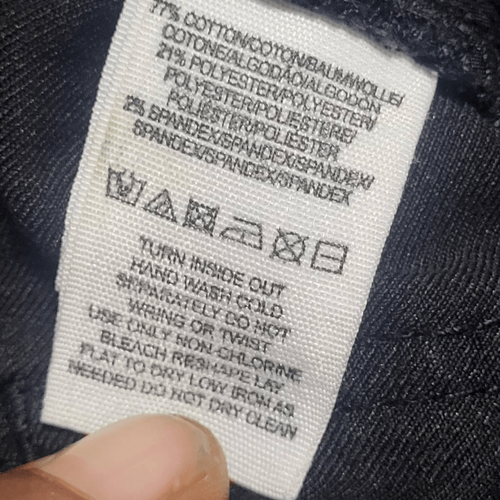 77% COTTON/COTON/BAUMWOLLE/
COTONE/ALGODÃO/ALGODÓN
21% POLYESTER/POLYESTER/
POLYESTER/POLIESTERE/
POLIÉSTER/POLIESTER
2% SPANDEX/SPANDEX/SPANDEX/
SPANDEX/SPANDEX/SPANDEX
TURN INSIDE OUT
HAND WASH COLD
SEPARATELY DO NOT
WRING OR TWIST
USE ONLY NON-CHLORINE
BLEACH RESHAPE LAY
FLAT TO DRY LOW IRON AS
NEEDED DO NOT DRY CLEAN